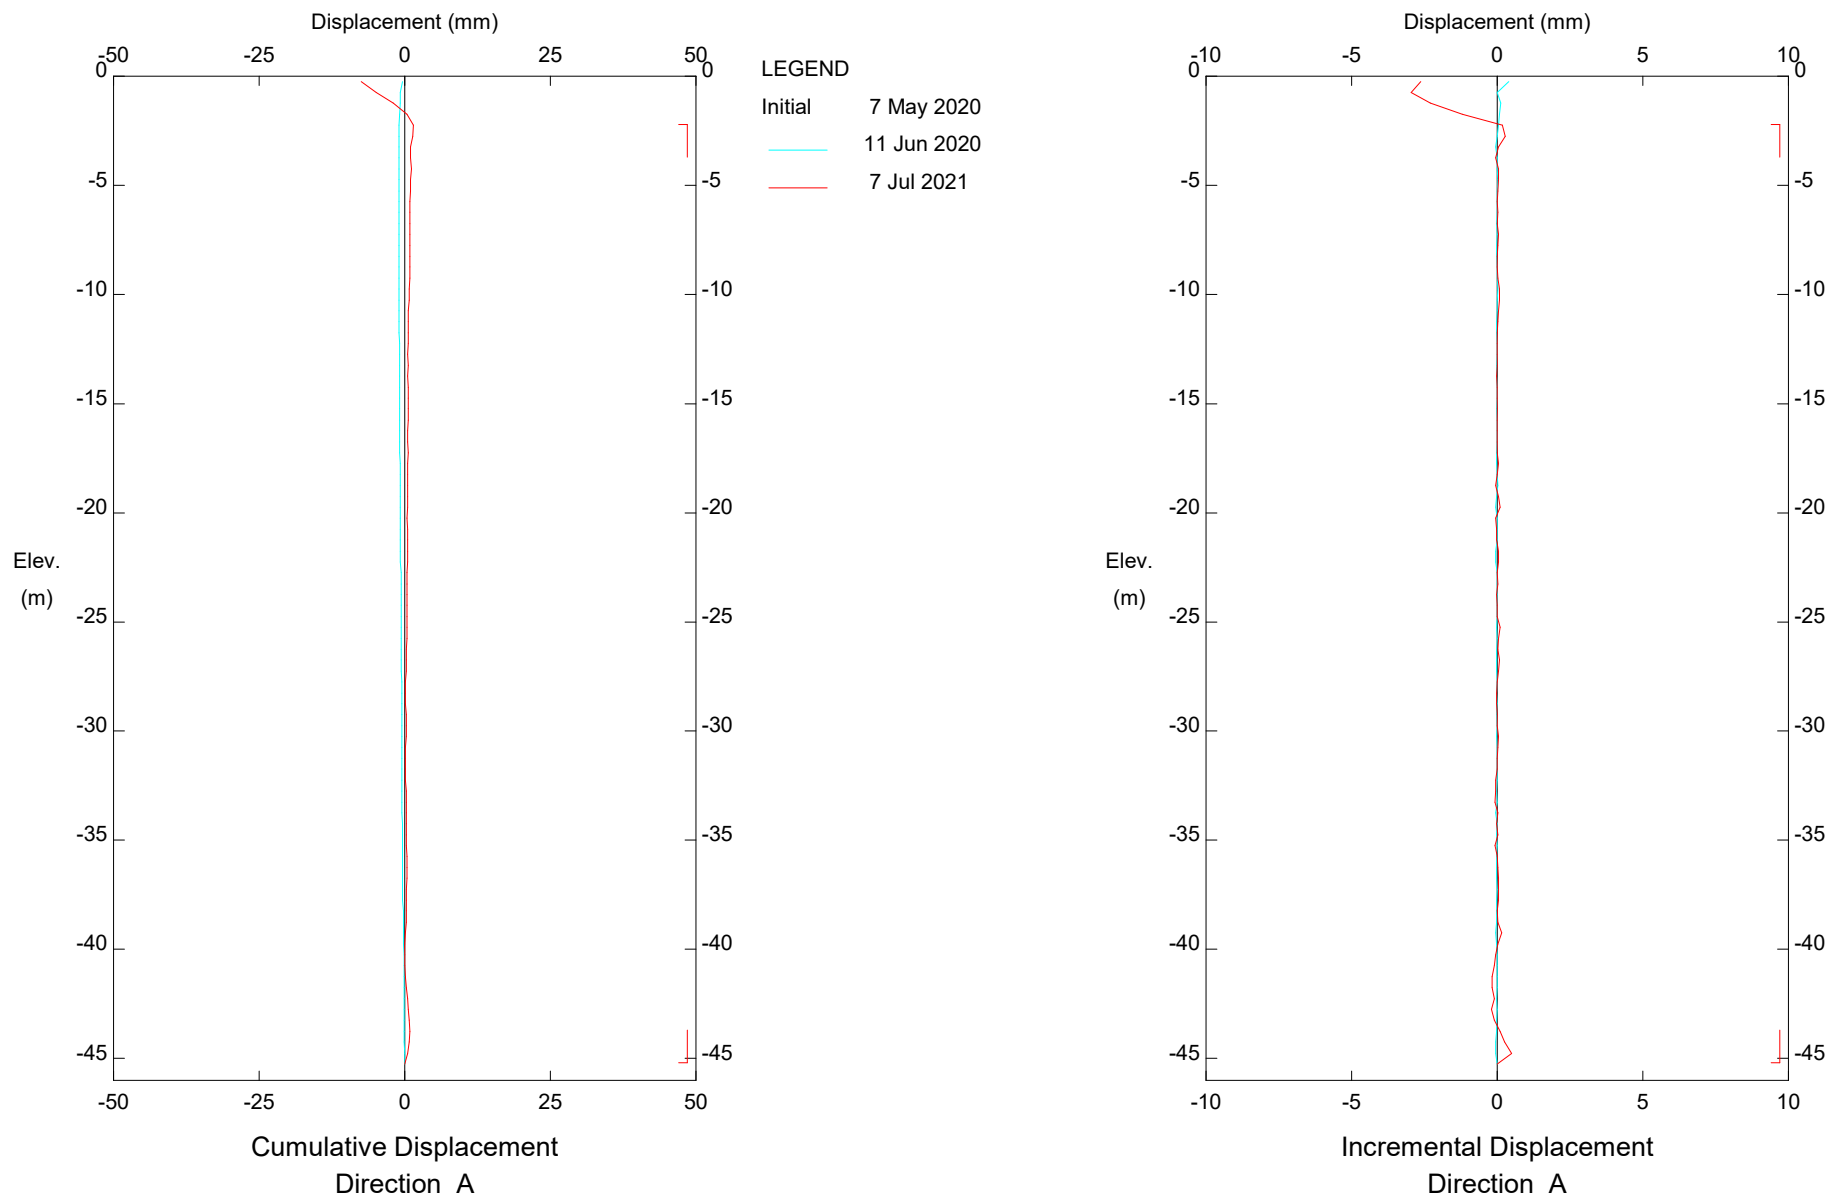 Displacement (mm)
-50 -25 0 25 50
0 0
-5 -5
-10 -10
-15 -15
-20 -20
Elev.
(m)
-25 -25
-30 -30
-35 -35
-40 -40
-45 -45
-50 -25 0 25 50
Cumulative Displacement
Direction A
LEGEND
Initial 7 May 2020
11 Jun 2020
7 Jul 2021
Displacement (mm)
-10 -5 0 5 10
0 0
-5 -5
-10 -10
-15 -15
-20 -20
Elev.
(m)
-25 -25
-30 -30
-35 -35
-40 -40
-45 -45
-10 -5 0 5 10
Incremental Displacement
Direction A